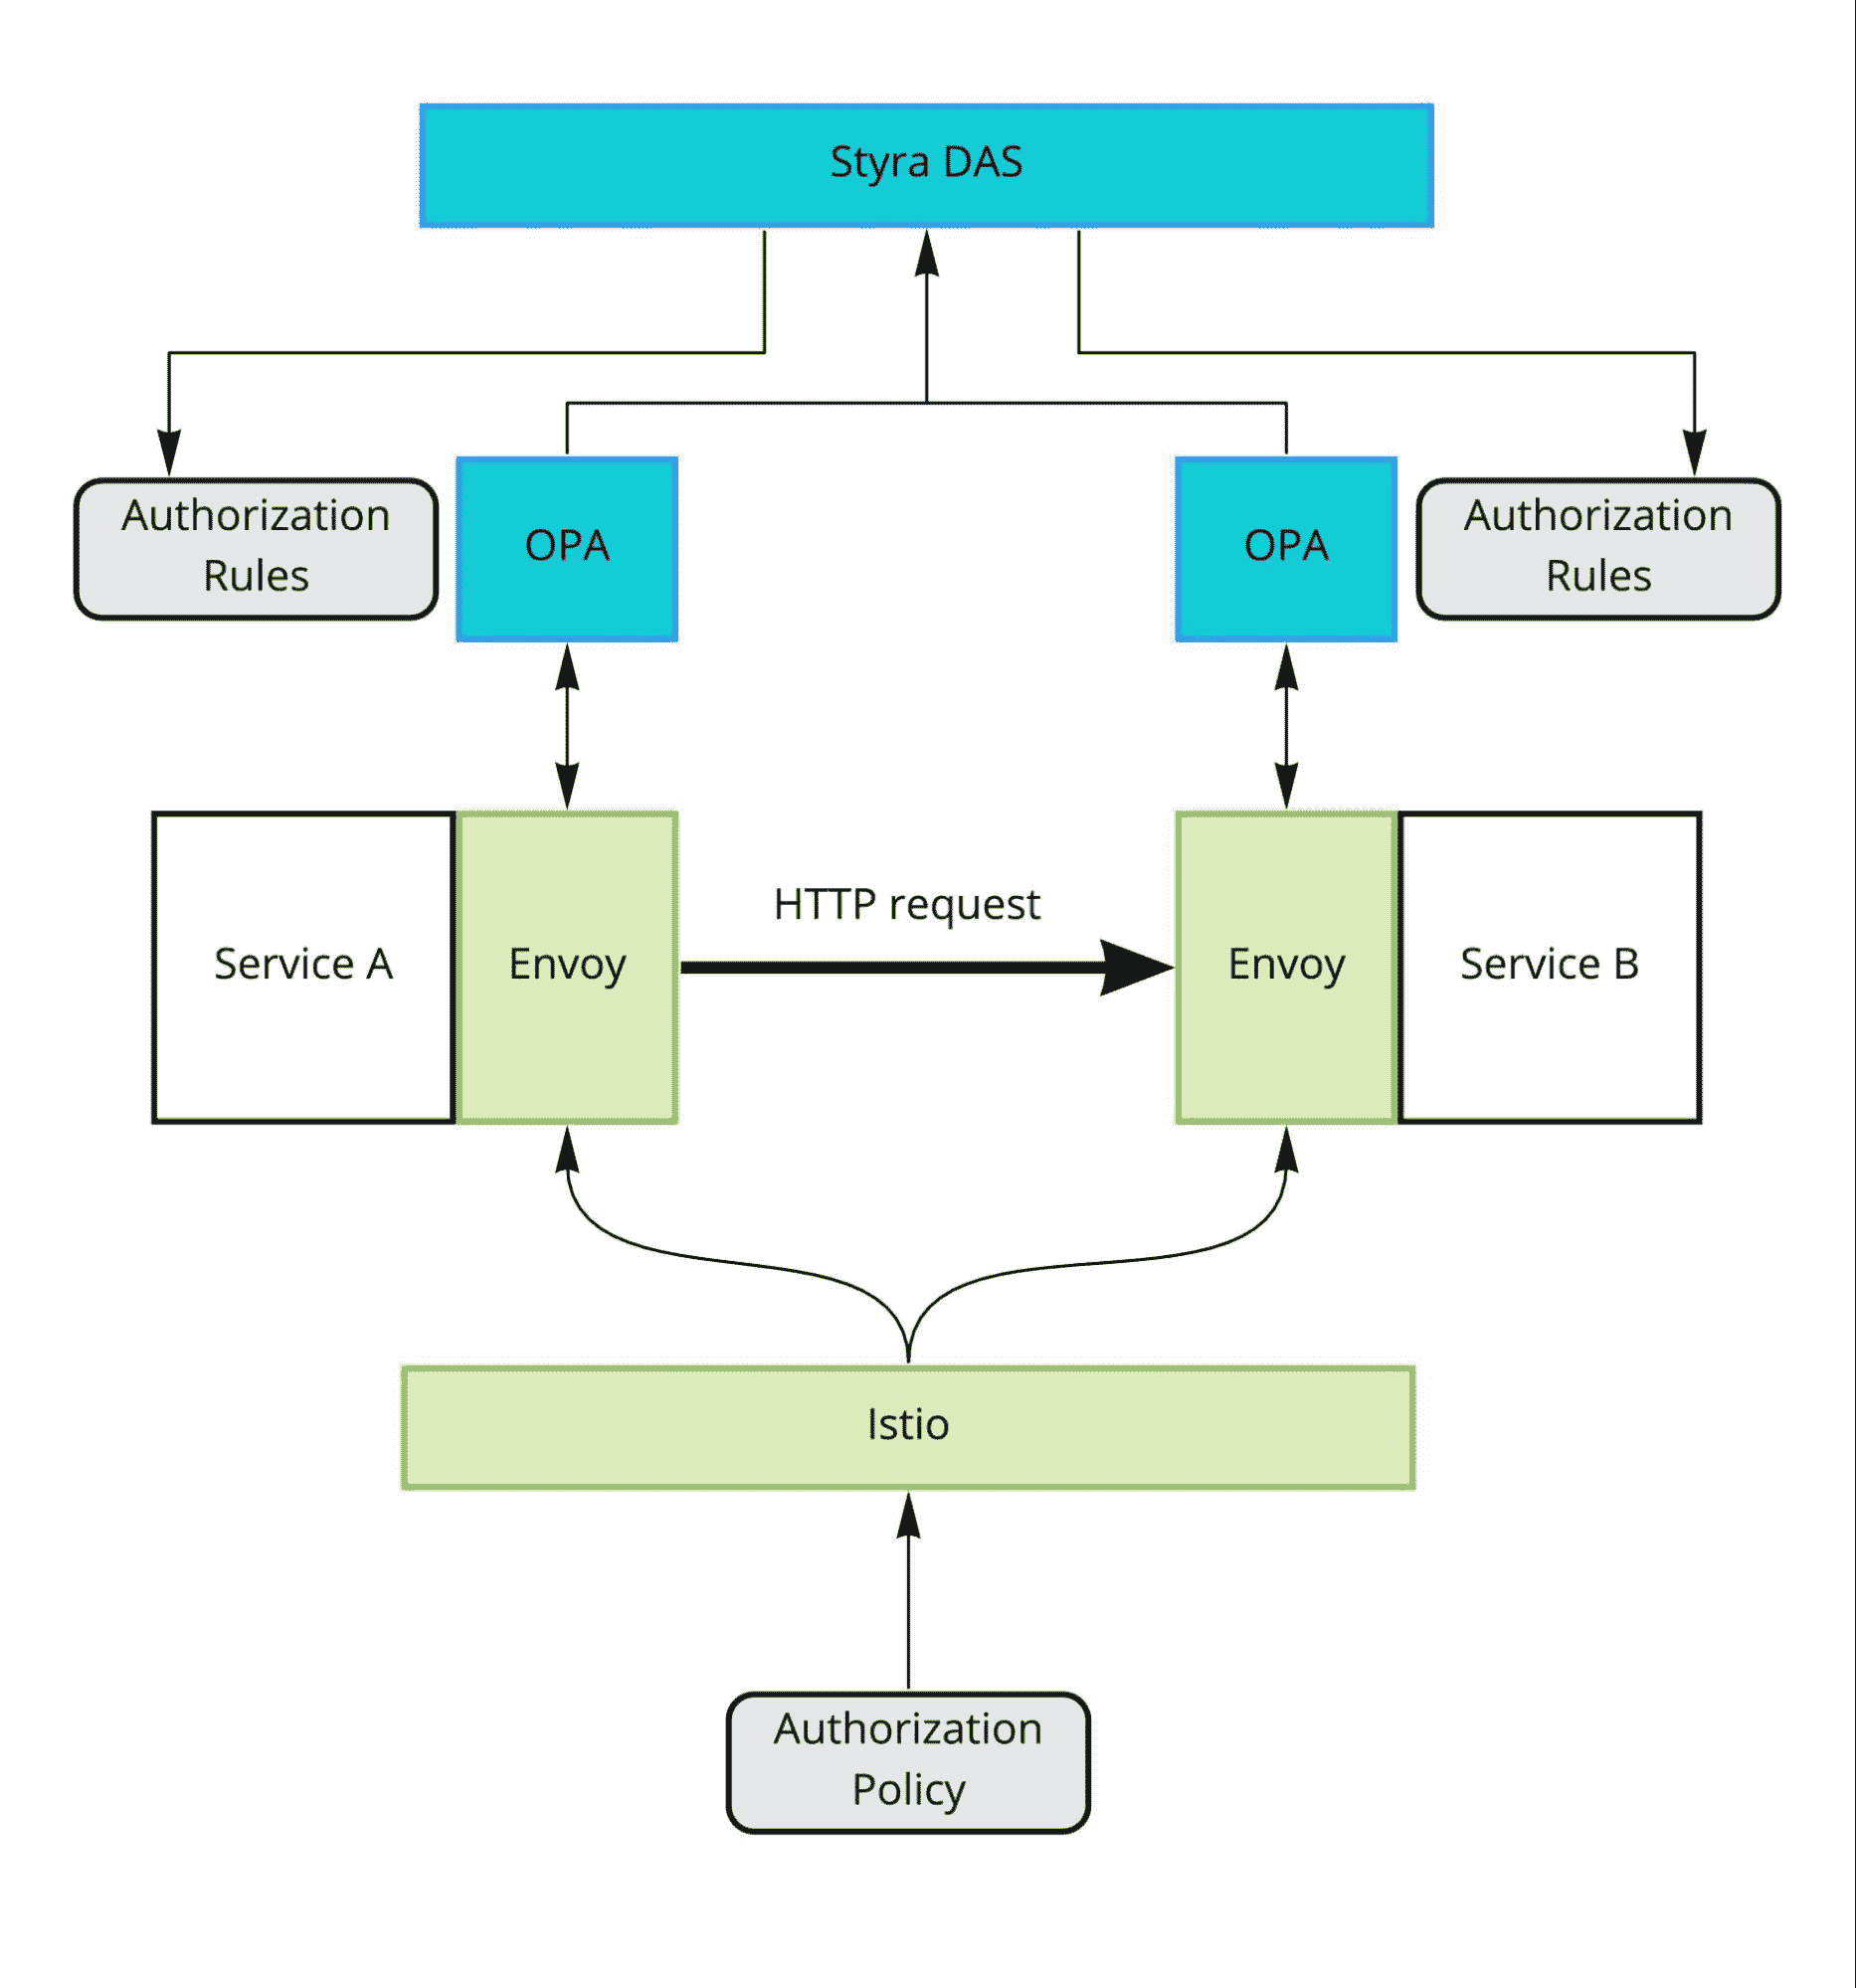 Styra DAS
Authorization
Rules
OPA
OPA
Authorization
Rules
HTTP request
Service A
Envoy
Envoy
Service B
Istio
Authorization
Policy